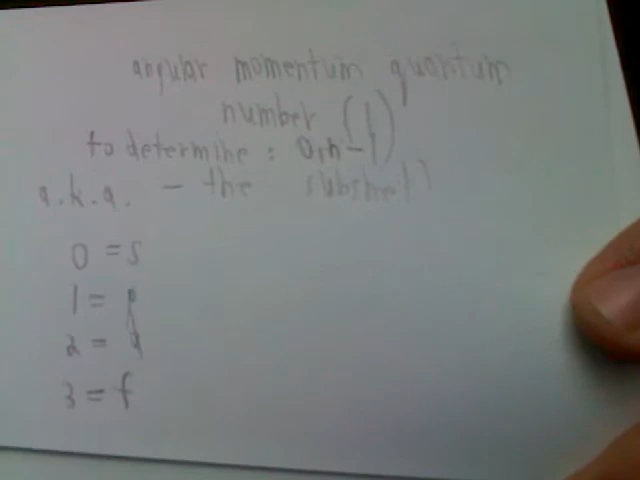 angular momentum quantum
number (l)
to determine : 0, n-1
a.k.a. - the subshell
0 = s
1 = p
2 = d
3 = f